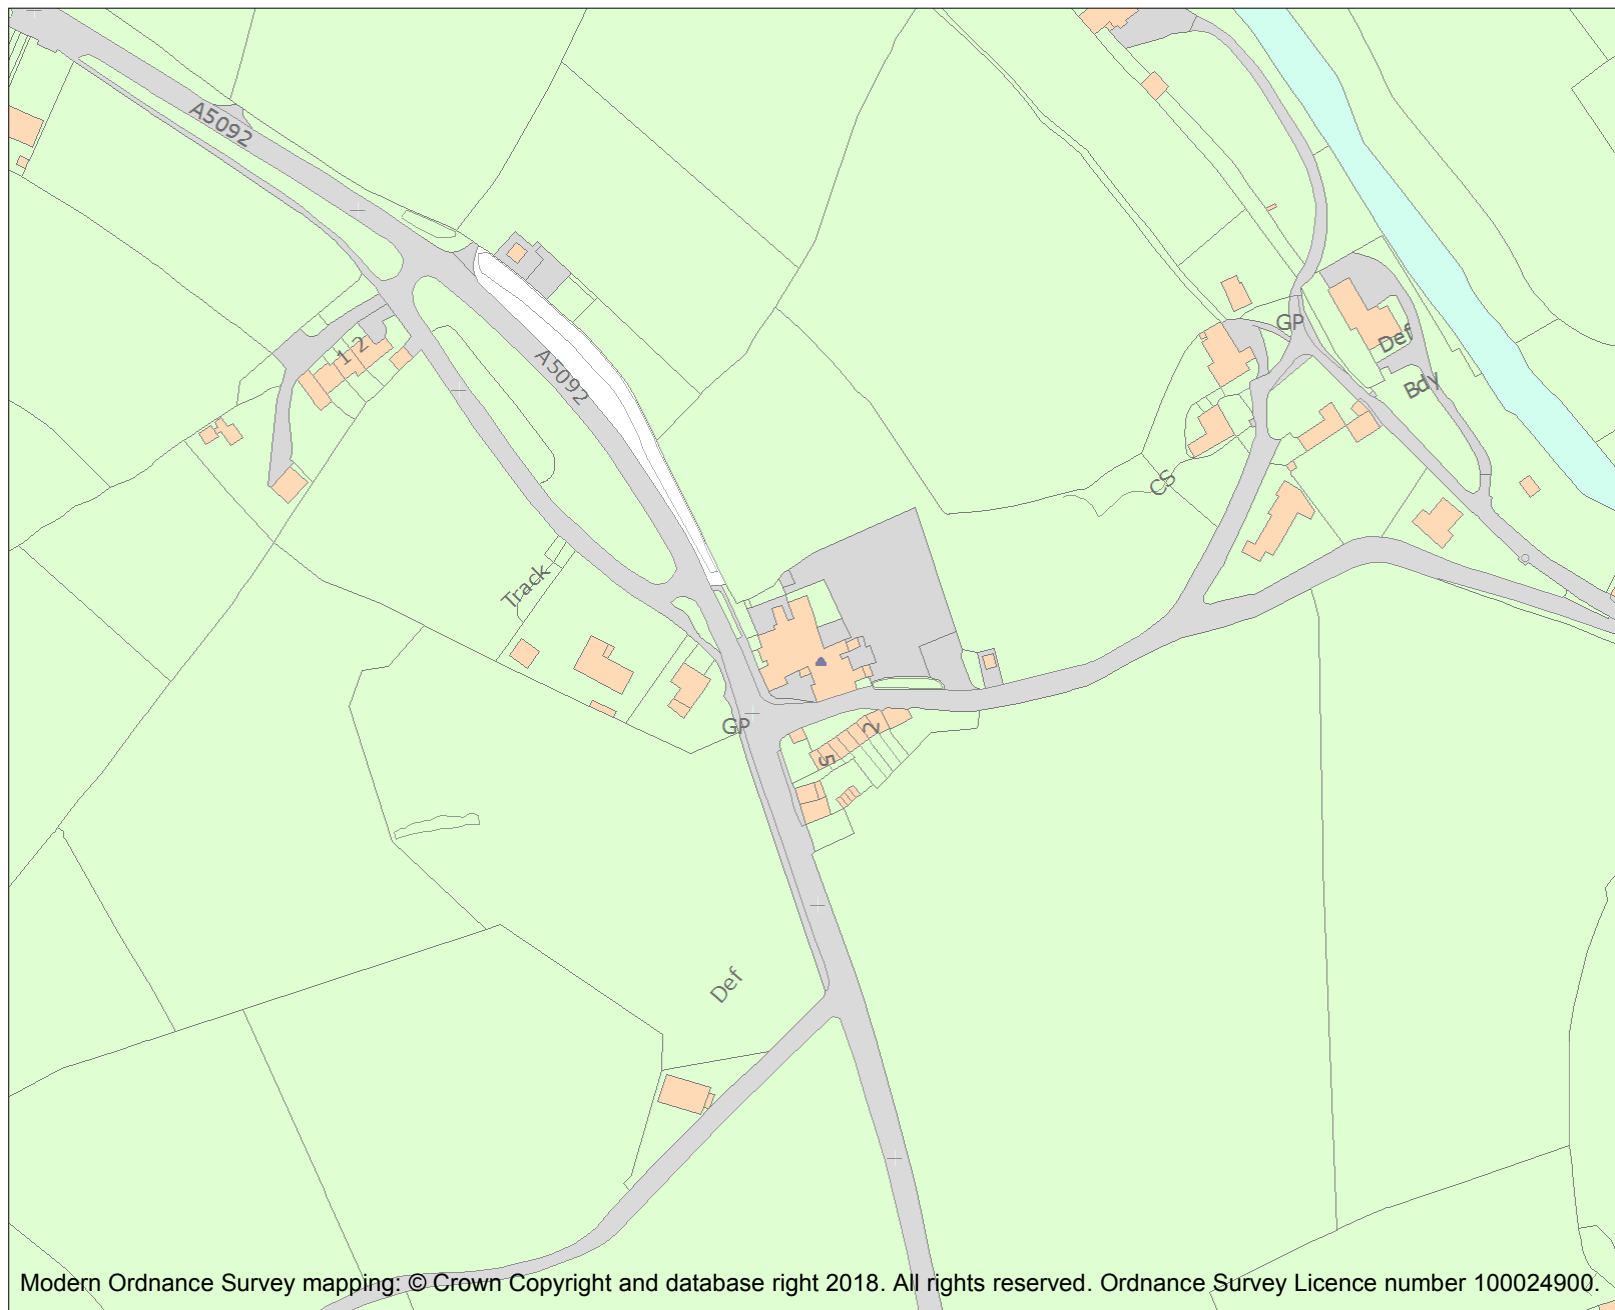 A5092
GP
Def
1 2
A5092
Bdy
CS
Track
GP
2
5
Def
Modern Ordnance Survey mapping: © Crown Copyright and database right 2018. All rights reserved. Ordnance Survey Licence number 100024900.